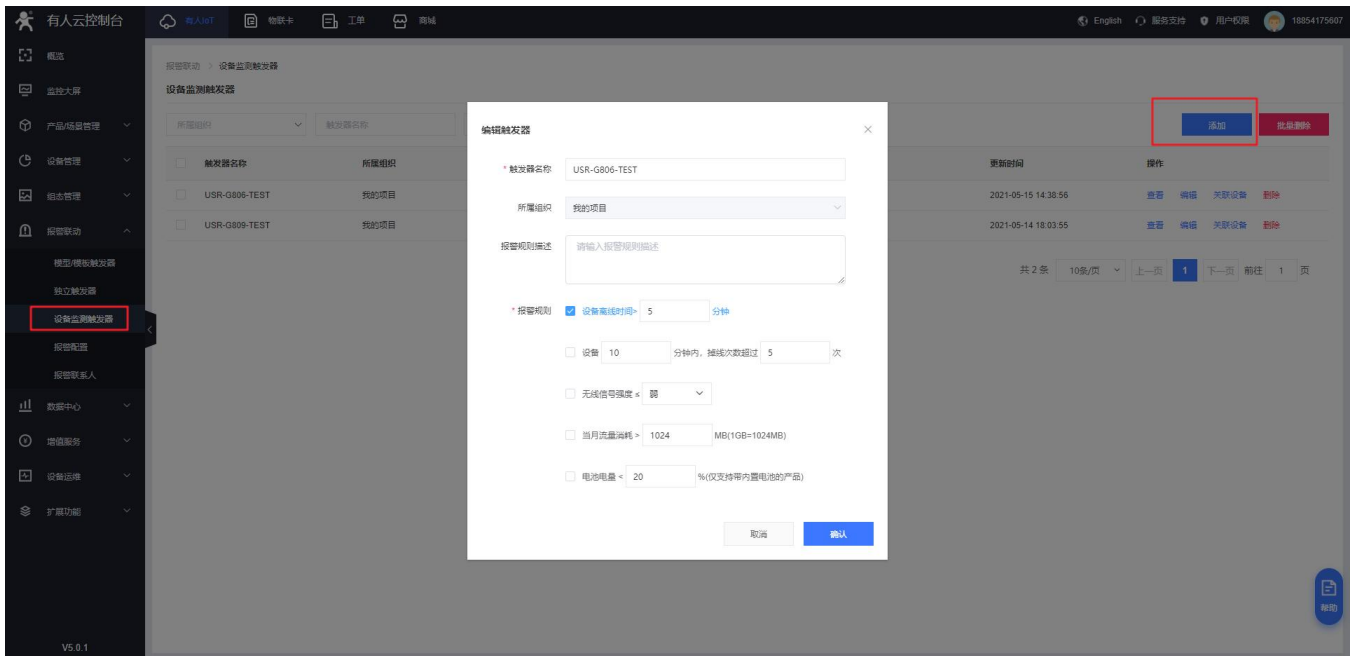 有人云控制台
有人IoT
物联卡
工单
商城
English
服务支持
用户权限
18854175607
概览
监控大屏
产品/场景管理
设备管理
组态管理
报警联动
模型/模板触发器
独立触发器
设备监测触发器
报警配置
报警联系人
数据中心
增值服务
设备运维
扩展功能
V5.0.1
报警联动 > 设备监测触发器
设备监测触发器
所属组织
触发器名称
添加
批量删除
触发器名称 所属组织 更新时间 操作
USR-G806-TEST 我的项目 2021-05-15 14:38:56 查看 编辑 关联设备 删除
USR-G809-TEST 我的项目 2021-05-14 18:03:55 查看 编辑 关联设备 删除
共 2 条 10条/页 上一页 1 下一页 前往 1 页
编辑触发器
* 触发器名称 USR-G806-TEST
所属组织 我的项目
报警规则描述 请输入报警规则描述
* 报警规则 设备离线时间> 5 分钟
设备 10 分钟内, 掉线次数超过 5 次
无线信号强度 ≤ 弱
当月流量消耗 > 1024 MB(1GB=1024MB)
电池电量 < 20 %(仅支持带内置电池的产品)
取消
确认
帮助